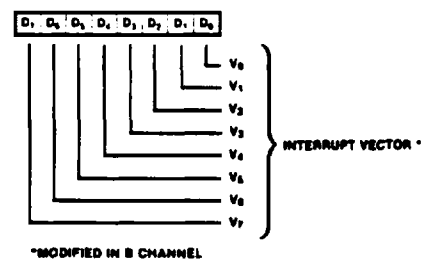 D₇ D₆ D₅ D₄ D₃ D₂ D₁ D₀
V₀
V₁
V₂
V₃
V₄
V₅
V₆
V₇
INTERRUPT VECTOR *
*MODIFIED IN B CHANNEL